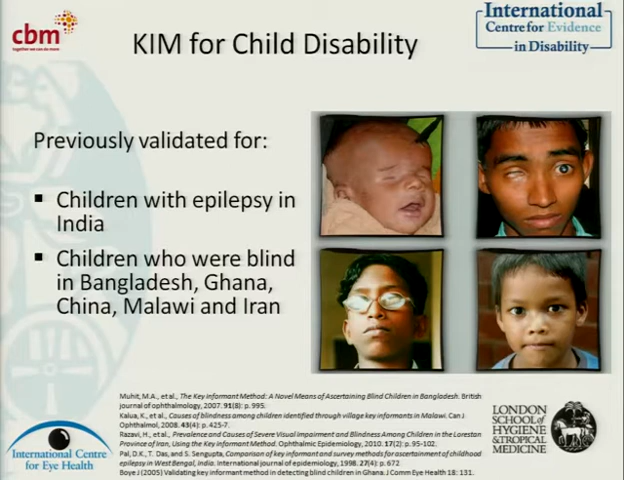 cbm
together we can do more
KIM for Child Disability
International
Centre for Evidence
in Disability
Previously validated for:
▪ Children with epilepsy in
India
▪ Children who were blind
in Bangladesh, Ghana,
China, Malawi and Iran
Muhit, M.A., et al., The Key Informant Method: A Novel Means of Ascertaining Blind Children in Bangladesh. British
journal of ophthalmology, 2007. 91(8): p. 995.
Kalua, K., et al., Causes of blindness among children identified through village key informants in Malawi. Can J
Ophthalmol, 2008. 43(4): p. 425-7.
Razavi, H., et al., Prevalence and Causes of Severe Visual Impairment and Blindness Among Children in the Lorestan
Province of Iran, Using the Key Informant Method. Ophthalmic Epidemiology, 2010. 17(2): p. 95-102.
Pal, D.K., T. Das, and S. Sengupta, Comparison of key informant and survey methods for ascertainment of childhood
epilepsy in West Bengal, India. International journal of epidemiology, 1998. 27(4): p. 672
Boye J (2005) Validating key informant method in detecting blind children in Ghana. J Comm Eye Health 18: 131.
International Centre
for Eye Health
LONDON
SCHOOL of
HYGIENE
&TROPICAL
MEDICINE